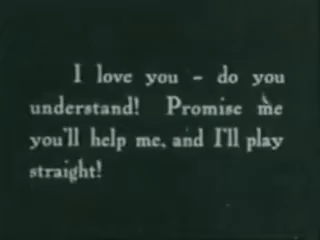 I love you - do you
understand! Promise me
you'll help me, and I'll play
straight!